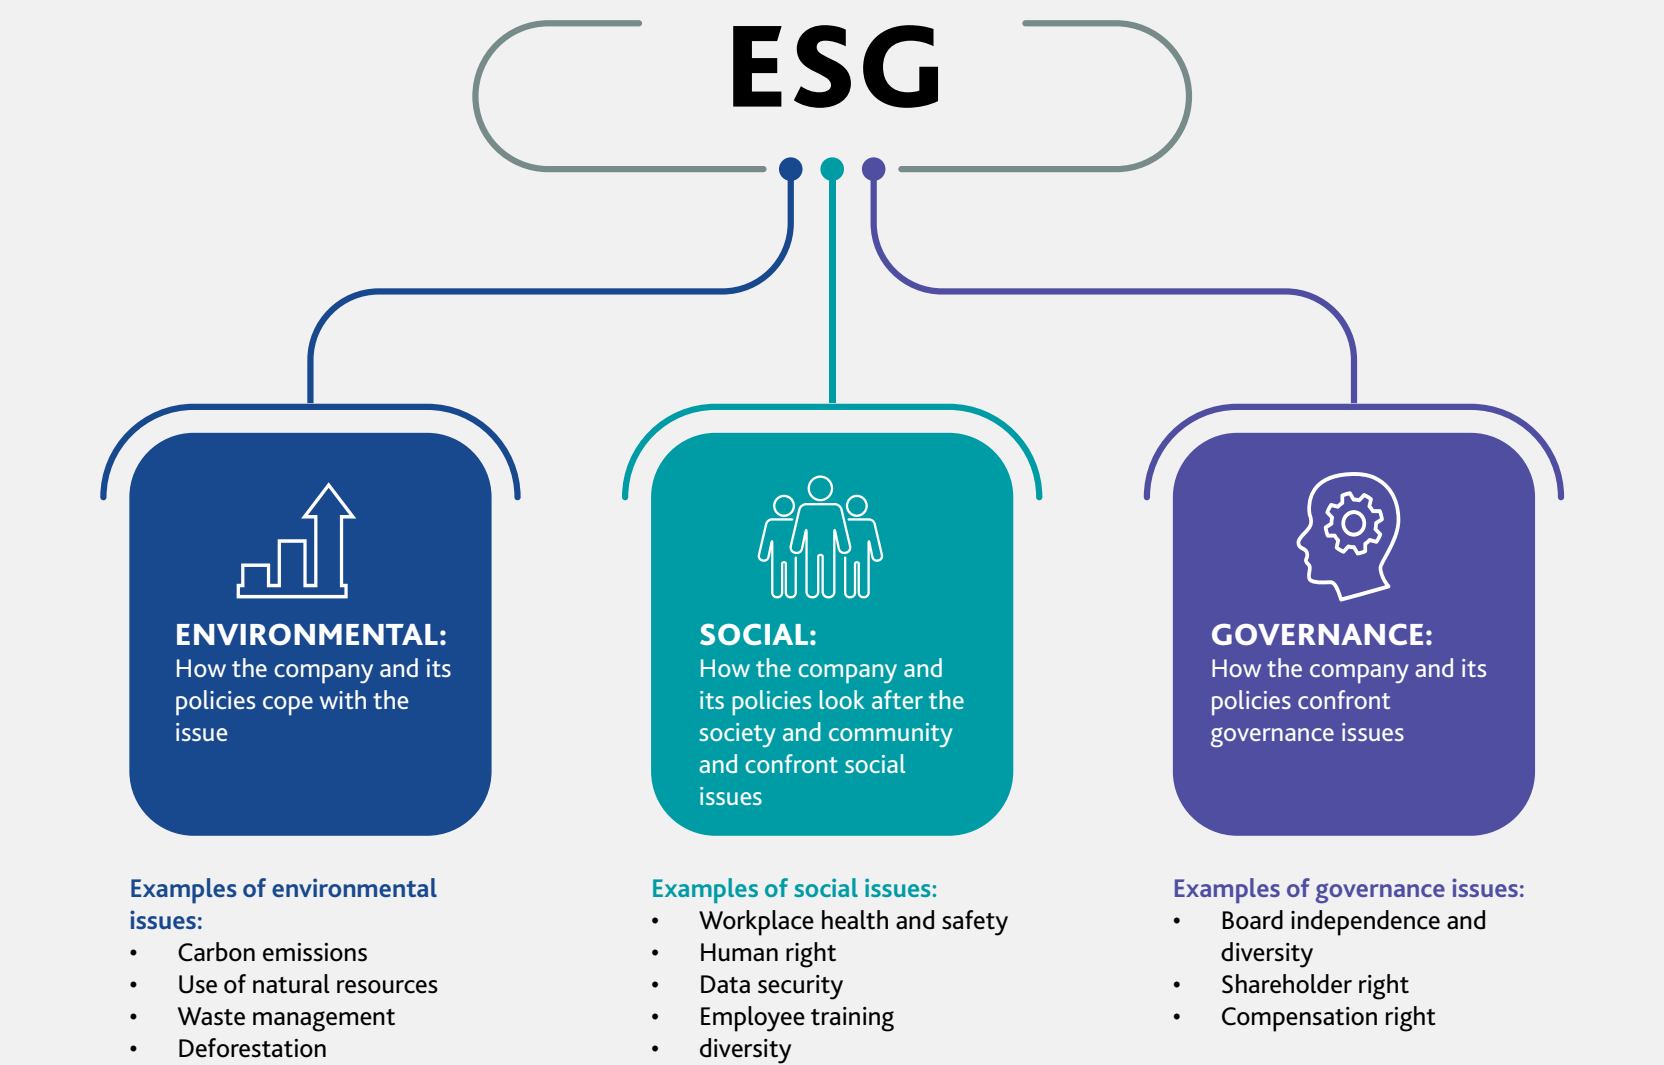 ESG
ENVIRONMENTAL:
How the company and its
policies cope with the
issue
SOCIAL:
How the company and
its policies look after the
society and community
and confront social
issues
GOVERNANCE:
How the company and its
policies confront
governance issues
Examples of environmental
issues:
• Carbon emissions
• Use of natural resources
• Waste management
• Deforestation
Examples of social issues:
• Workplace health and safety
• Human right
• Data security
• Employee training
• diversity
Examples of governance issues:
• Board independence and
diversity
• Shareholder right
• Compensation right